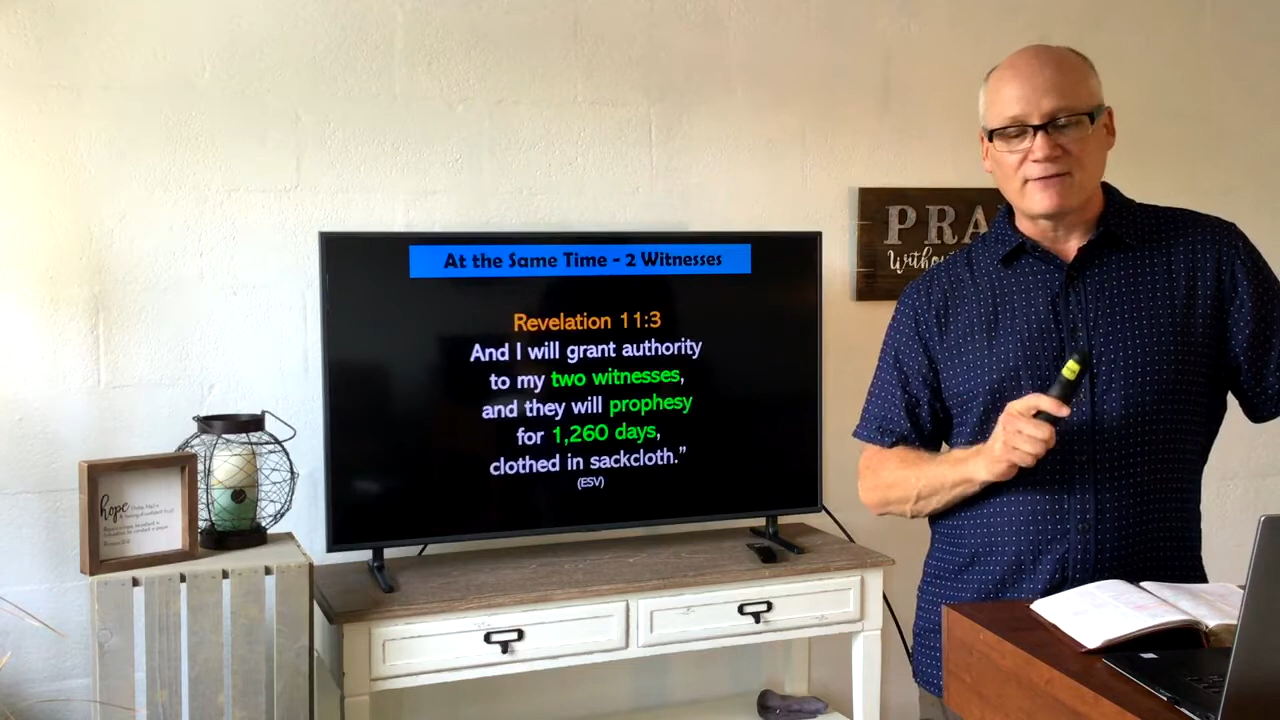 At the Same Time - 2 Witnesses
Revelation 11:3
And I will grant authority
to my two witnesses,
and they will prophesy
for 1,260 days,
clothed in sackcloth.”
(ESV)
PRA
Witho
hope